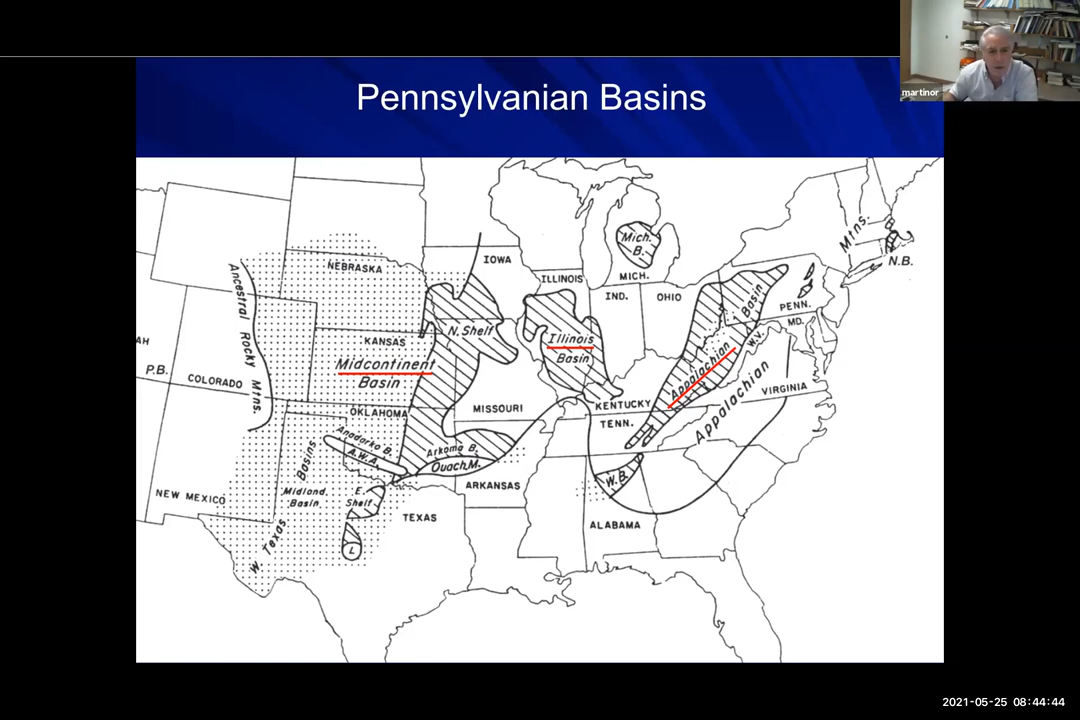 martinor
Pennsylvanian Basins
Mtns.
N.B.
Mich.
B.
MICH.
IOWA
NEBRASKA
ILLINOIS
IND.
OHIO
PENN.
MD.
W.V.
Ancestral Rocky Mtns.
N. Shelf
KANSAS
Illinois
Basin
Appalachian Basin
AH
P.B.
COLORADO
Midcontinent
Basin
Appalachian
VIRGINIA
OKLAHOMA
MISSOURI
KENTUCKY
TENN.
Anadarko B.
A.W.A.
Arkoma B.
Ouach. M.
ARKANSAS
W.B.
NEW MEXICO
W. Texas Basins
Midland
Basin
E.
Shelf
TEXAS
ALABAMA
L
2021-05-25 08:44:44